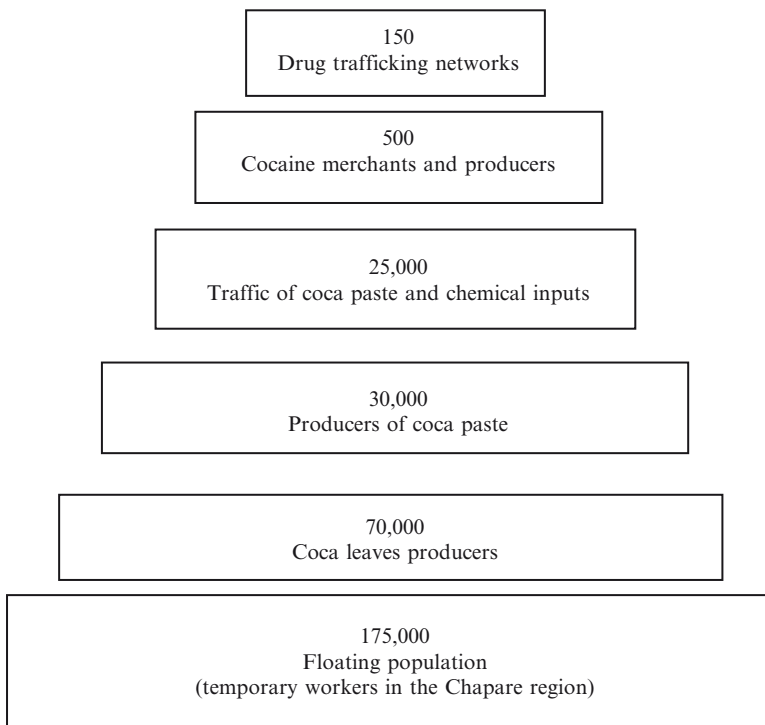 150
Drug trafficking networks
500
Cocaine merchants and producers
25,000
Traffic of coca paste and chemical inputs
30,000
Producers of coca paste
70,000
Coca leaves producers
175,000
Floating population
(temporary workers in the Chapare region)